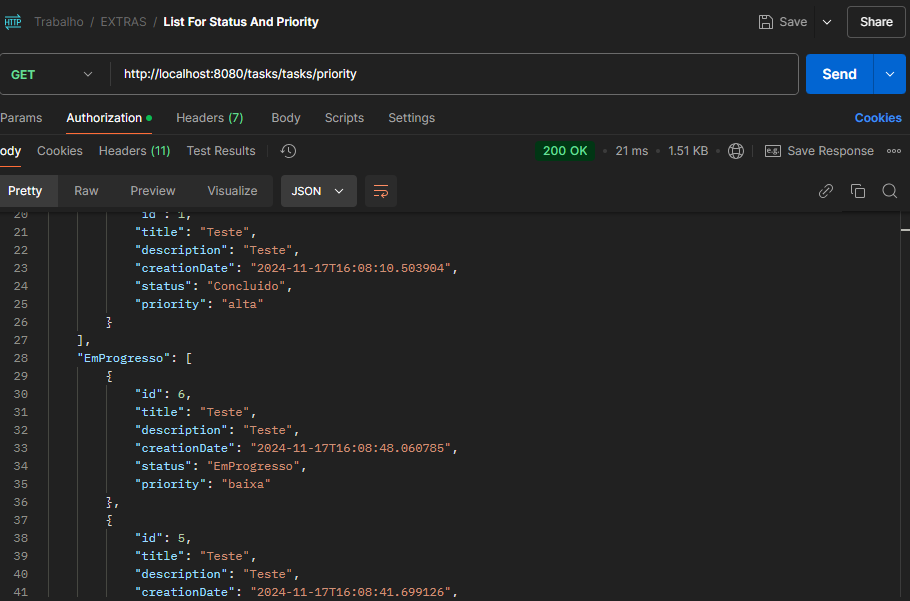 HTTP Trabalho / EXTRAS / List For Status And Priority Save Share
GET http://localhost:8080/tasks/tasks/priority Send
Params Authorization Headers (7) Body Scripts Settings Cookies
ody Cookies Headers (11) Test Results 200 OK • 21 ms • 1.51 KB • e.g. Save Response
Pretty Raw Preview Visualize JSON
20 "id": 1,
21 "title": "Teste",
22 "description": "Teste",
23 "creationDate": "2024-11-17T16:08:10.503904",
24 "status": "Concluido",
25 "priority": "alta"
26 }
27 ],
28 "EmProgresso": [
29 {
30 "id": 6,
31 "title": "Teste",
32 "description": "Teste",
33 "creationDate": "2024-11-17T16:08:48.060785",
34 "status": "EmProgresso",
35 "priority": "baixa"
36 },
37 {
38 "id": 5,
39 "title": "Teste",
40 "description": "Teste",
41 "creationDate": "2024-11-17T16:08:41.699126",